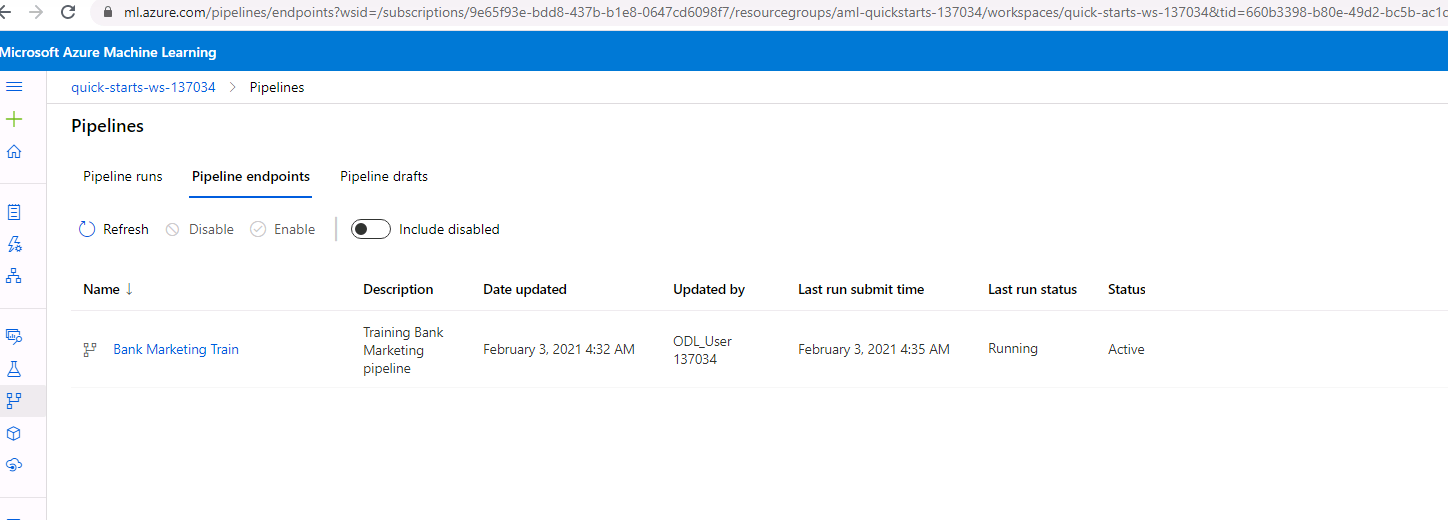 ml.azure.com/pipelines/endpoints?wsid=/subscriptions/9e65f93e-bdd8-437b-b1e8-0647cd6098f7/resourcegroups/aml-quickstarts-137034/workspaces/quick-starts-ws-137034&tid=660b3398-b80e-49d2-bc5b-ac1c
Microsoft Azure Machine Learning
quick-starts-ws-137034 > Pipelines
Pipelines
Pipeline runs Pipeline endpoints Pipeline drafts
Refresh Disable Enable Include disabled
Name ↓ Description Date updated Updated by Last run submit time Last run status Status
Training Bank
Marketing
pipeline
Bank Marketing Train February 3, 2021 4:32 AM ODL_User
137034
February 3, 2021 4:35 AM Running Active